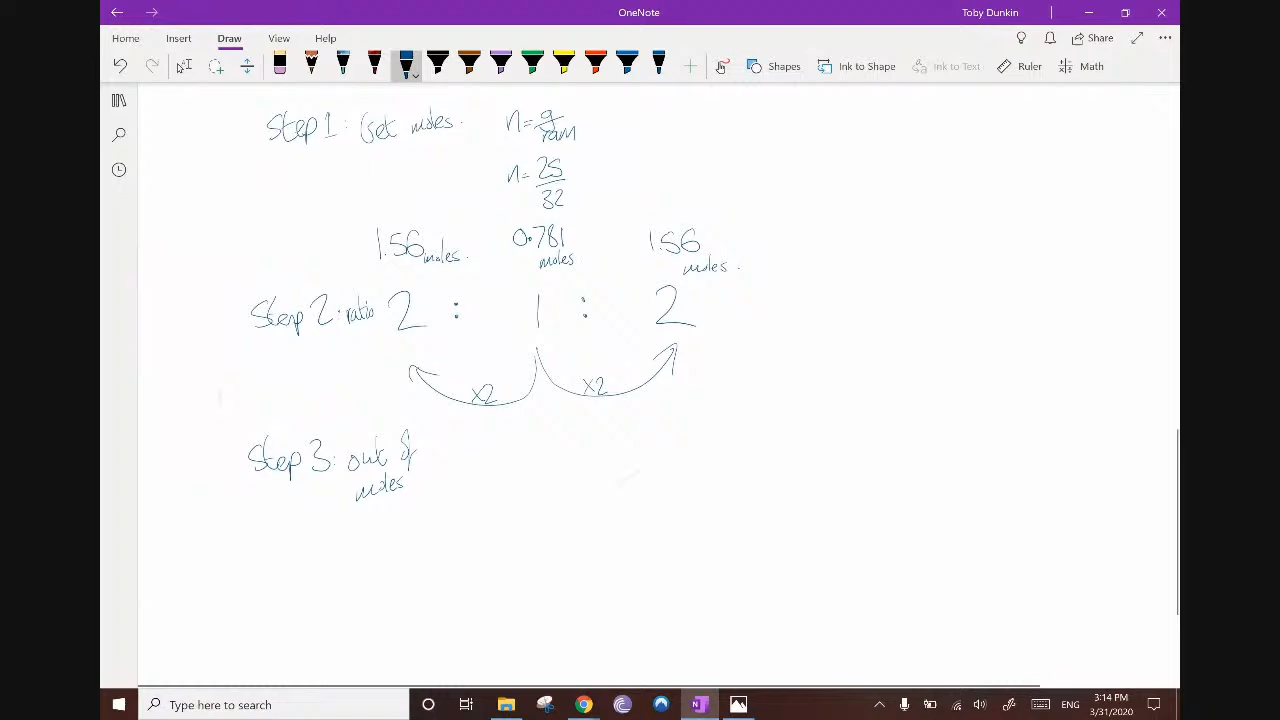 OneNote
Toby Dunkin
Home Insert Draw View Help
Share
Shapes Ink to Shape Ink to Text Ruler Math
Step 1: Get moles. n= g/ram
n= 25/32
1.56 moles. 0.781 moles 1.56 moles.
Step 2: ratio 2 : 1 : 2
x2 x2
Step 3: out of
moles
Type here to search
ENG
3:14 PM
3/31/2020